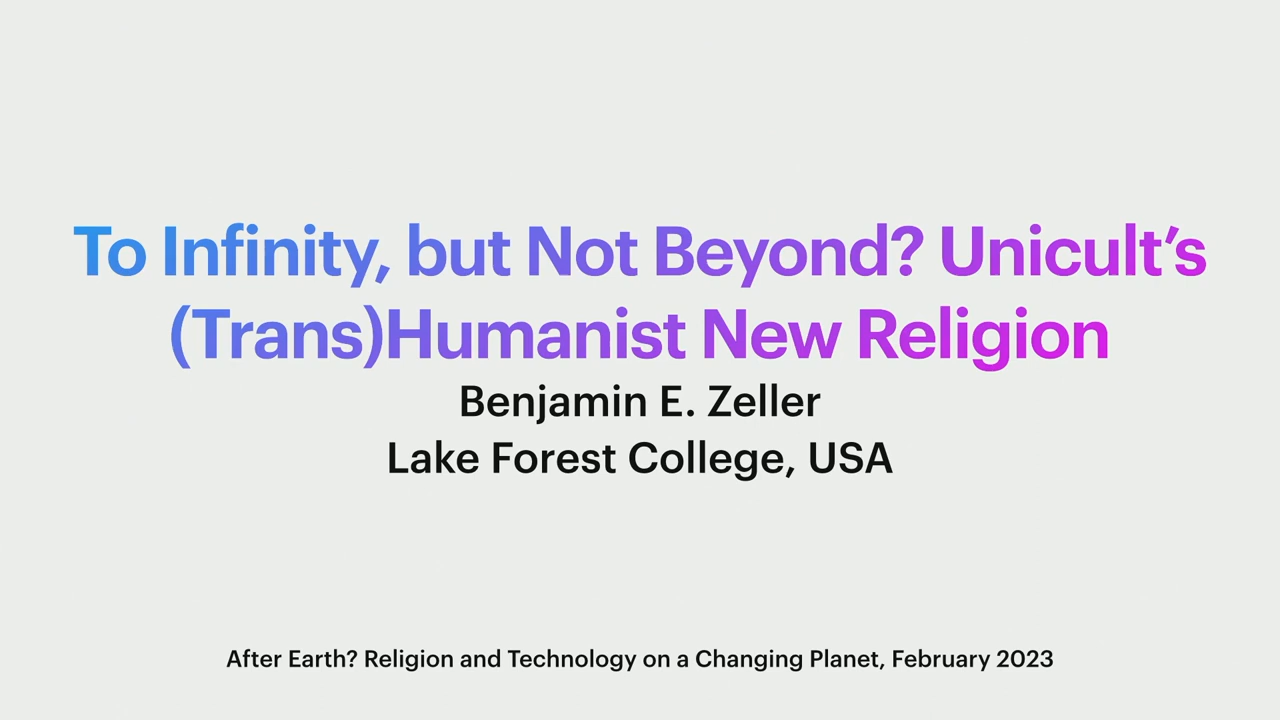 To Infinity, but Not Beyond? Unicult’s
(Trans)Humanist New Religion
Benjamin E. Zeller
Lake Forest College, USA
After Earth? Religion and Technology on a Changing Planet, February 2023